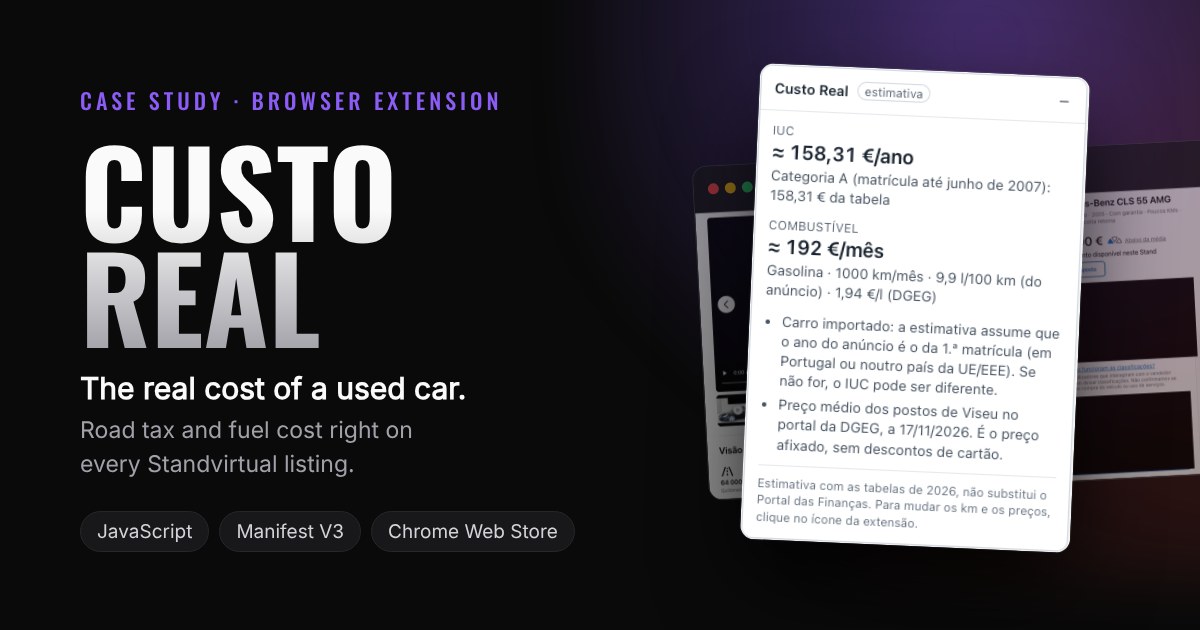 CASE STUDY · BROWSER EXTENSION
CUSTO
REAL
The real cost of a used car.
Road tax and fuel cost right on
every Standvirtual listing.
JavaScript
Manifest V3
Chrome Web Store
Custo Real
estimativa
IUC
≈ 158,31 €/ano
Categoria A (matrícula até junho de 2007):
158,31 € da tabela
COMBUSTÍVEL
≈ 192 €/mês
Gasolina · 1000 km/mês · 9,9 l/100 km (do
anúncio) · 1,94 €/l (DGEG)
• Carro importado: a estimativa assume que
o ano do anúncio é o da 1.ª matrícula (em
Portugal ou noutro país da UE/EEE). Se
não for, o IUC pode ser diferente.
• Preço médio dos postos de Viseu no
portal da DGEG, a 17/11/2026. É o preço
afixado, sem descontos de cartão.
Estimativa com as tabelas de 2026, não substitui o
Portal das Finanças. Para mudar os km e os preços,
clique no ícone da extensão.
s-Benz CLS 55 AMG
0 €
Visão